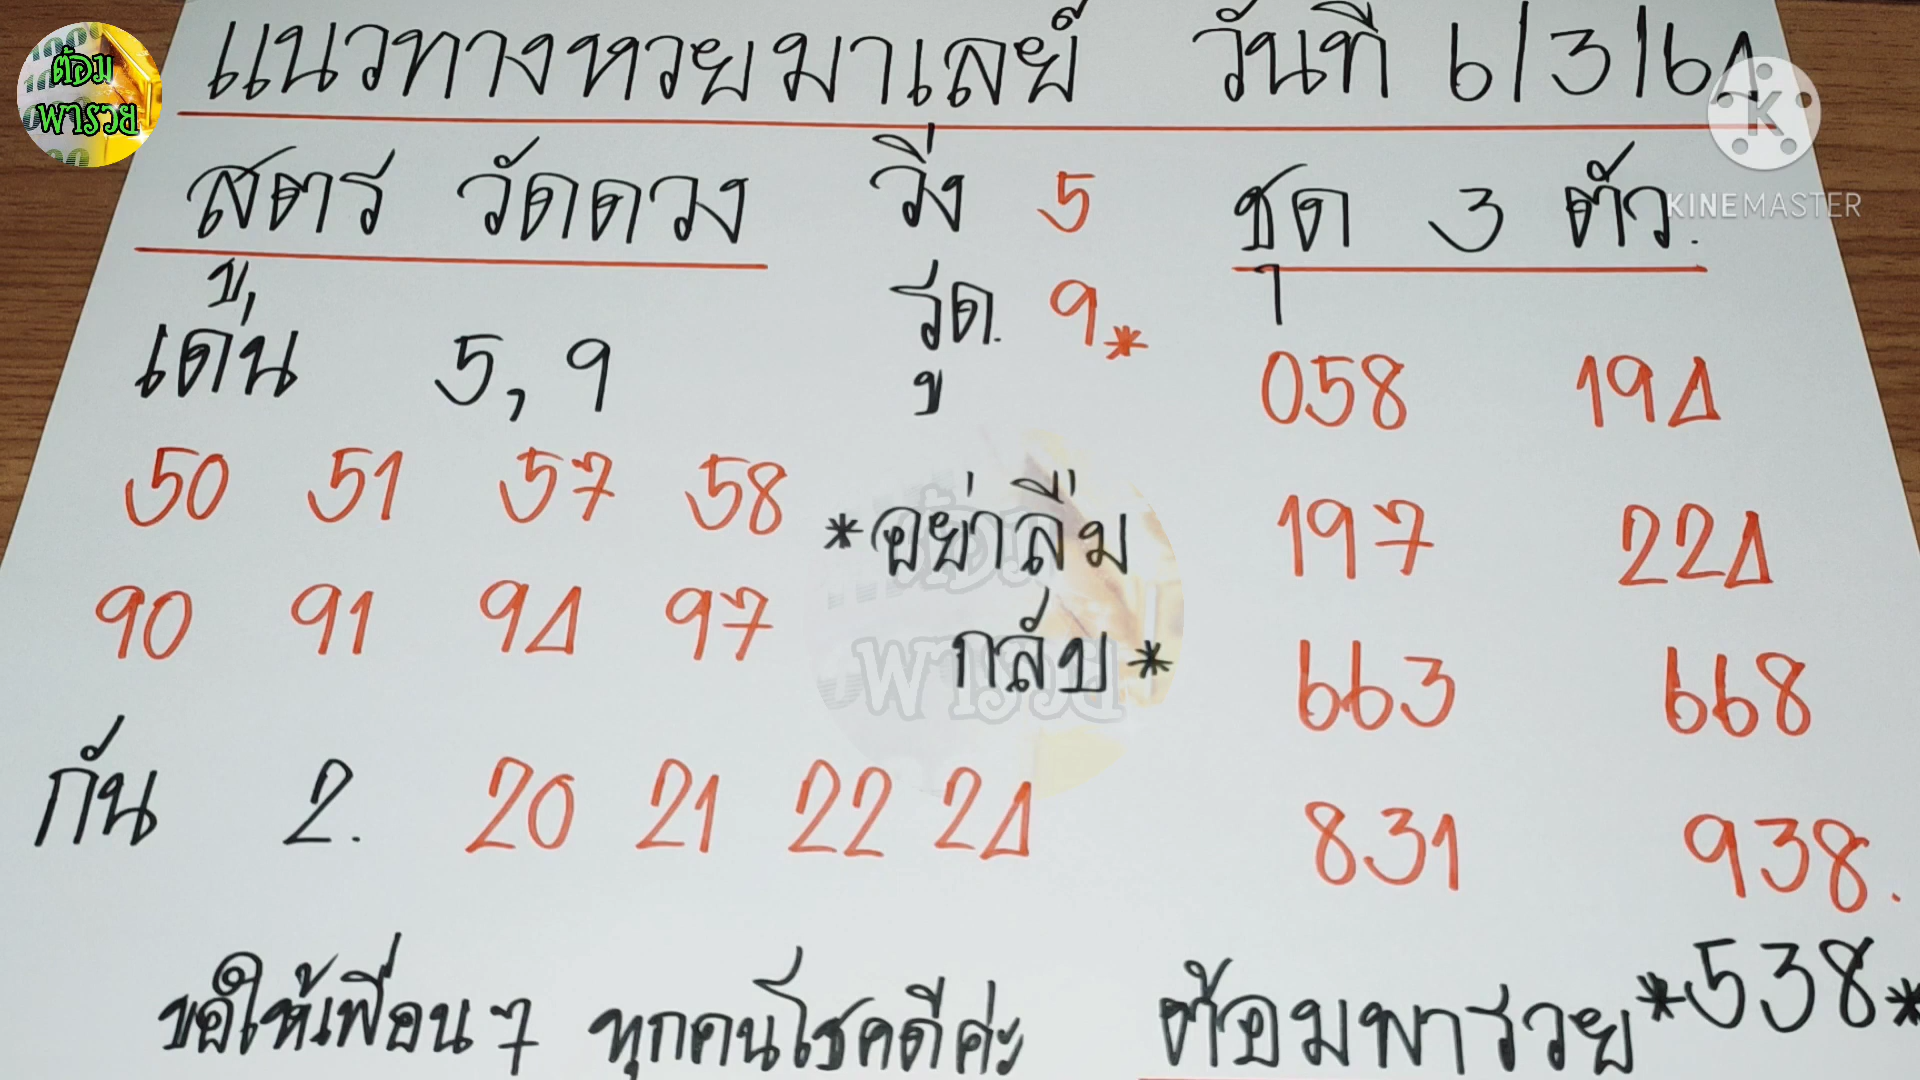 ต้อม
พารวย
แนวทางหวยมาเลย์ วันที่ 6/3/64
KINEMASTER
สูตร วัดดวง
เด่น 5, 9
50 51 57 58
90 91 94 97
กัน 2. 20 21 22 24
วิ่ง 5
รูด. 9*
*อย่าลืม
กลับ*
ชุด 3 ตัว.
058 194
197 224
663 668
831 938.
ขอให้เพื่อนๆ ทุกคนโชคดีค่ะ
ต้อมพารวย *538*